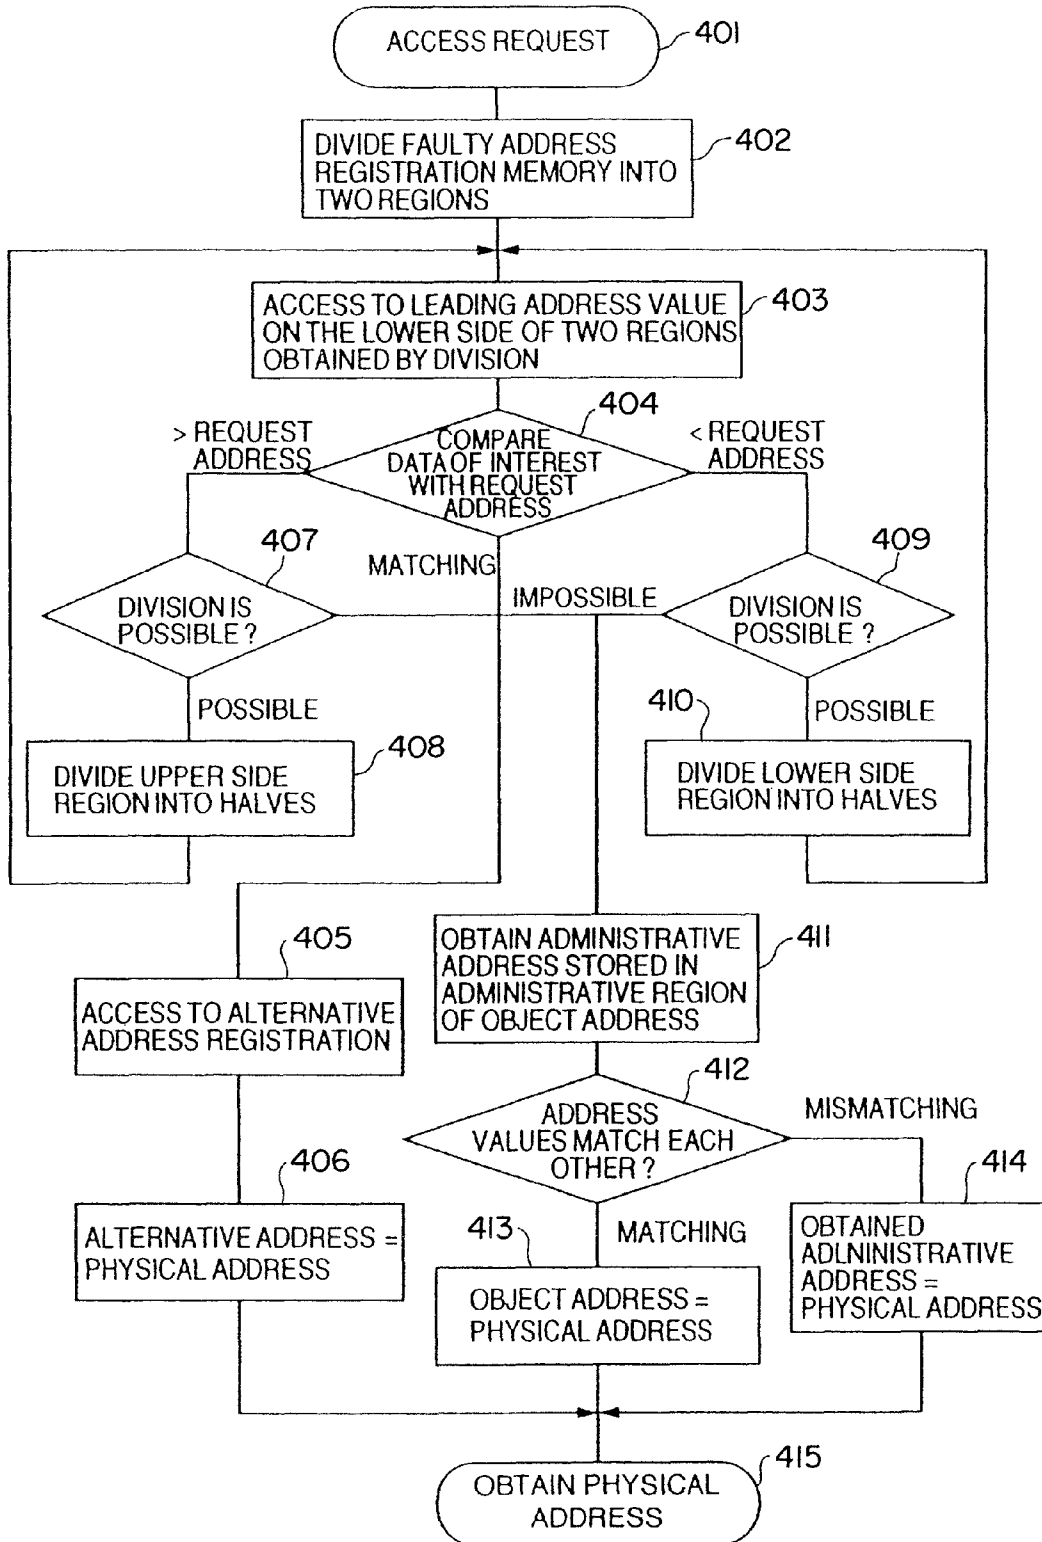 ACCESS REQUEST
401
DIVIDE FAULTY ADDRESS
REGISTRATION MEMORY INTO
TWO REGIONS
402
ACCESS TO LEADING ADDRESS VALUE
ON THE LOWER SIDE OF TWO REGIONS
OBTAINED BY DIVISION
403
404
COMPARE
DATA OF INTEREST
WITH REQUEST
ADDRESS
> REQUEST
ADDRESS
< REQUEST
ADDRESS
407
MATCHING
409
DIVISION IS
POSSIBLE ?
IMPOSSIBLE
DIVISION IS
POSSIBLE ?
POSSIBLE
410
POSSIBLE
408
DIVIDE UPPER SIDE
REGION INTO HALVES
DIVIDE LOWER SIDE
REGION INTO HALVES
405
ACCESS TO ALTERNATIVE
ADDRESS REGISTRATION
411
OBTAIN ADMINISTRATIVE
ADDRESS STORED IN
ADMINISTRATIVE REGION
OF OBJECT ADDRESS
412
ADDRESS
VALUES MATCH EACH
OTHER ?
MISMATCHING
406
ALTERNATIVE ADDRESS =
PHYSICAL ADDRESS
413
MATCHING
414
OBJECT ADDRESS =
PHYSICAL ADDRESS
OBTAINED
ADLNINISTRATIVE
ADDRESS =
PHYSICAL ADDRESS
415
OBTAIN PHYSICAL
ADDRESS